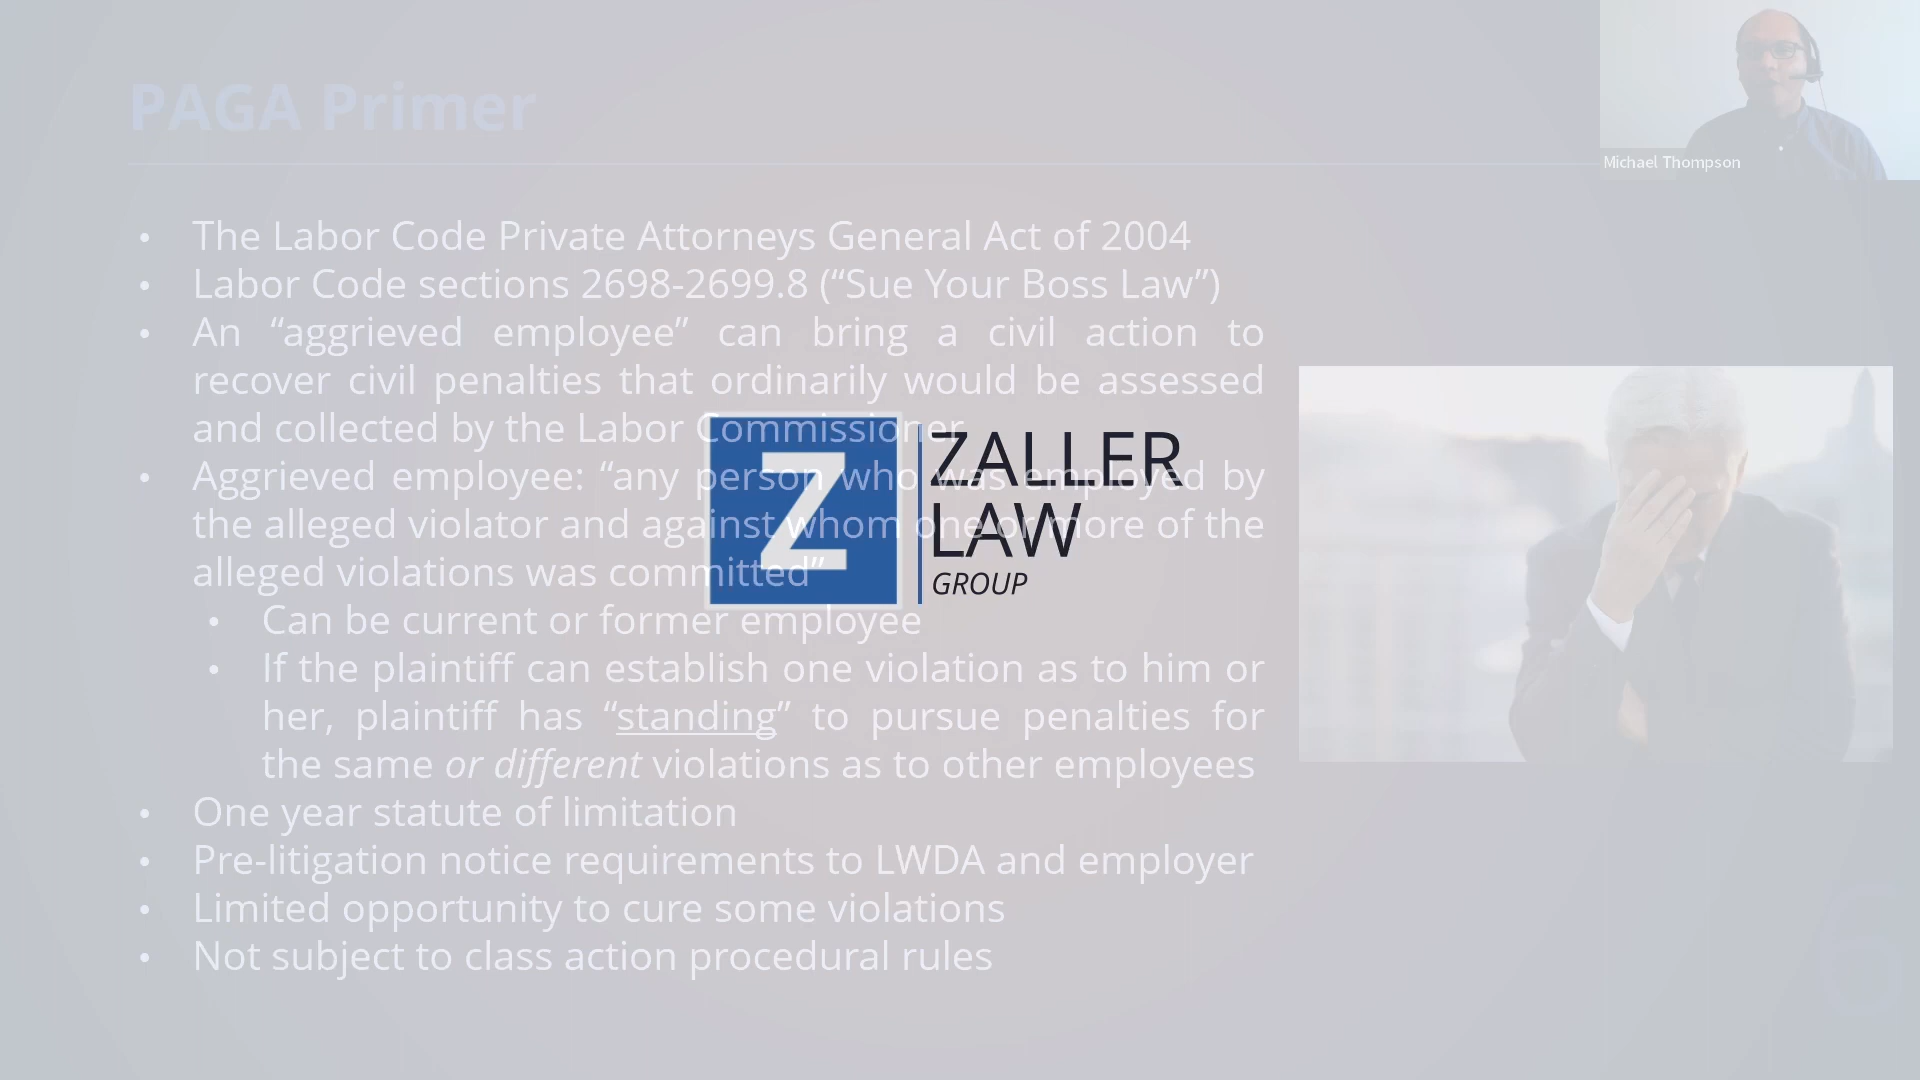 PAGA Primer
Michael Thompson
• The Labor Code Private Attorneys General Act of 2004
• Labor Code sections 2698-2699.8 (“Sue Your Boss Law”)
• An “aggrieved employee” can bring a civil action to
recover civil penalties that ordinarily would be assessed
and collected by the Labor Commissioner
• Aggrieved employee: “any person who was employed by
the alleged violator and against whom one or more of the
alleged violations was committed”
• Can be current or former employee
• If the plaintiff can establish one violation as to him or
her, plaintiff has “standing” to pursue penalties for
the same or different violations as to other employees
• One year statute of limitation
• Pre-litigation notice requirements to LWDA and employer
• Limited opportunity to cure some violations
• Not subject to class action procedural rules
Z
ZALLER
LAW
GROUP